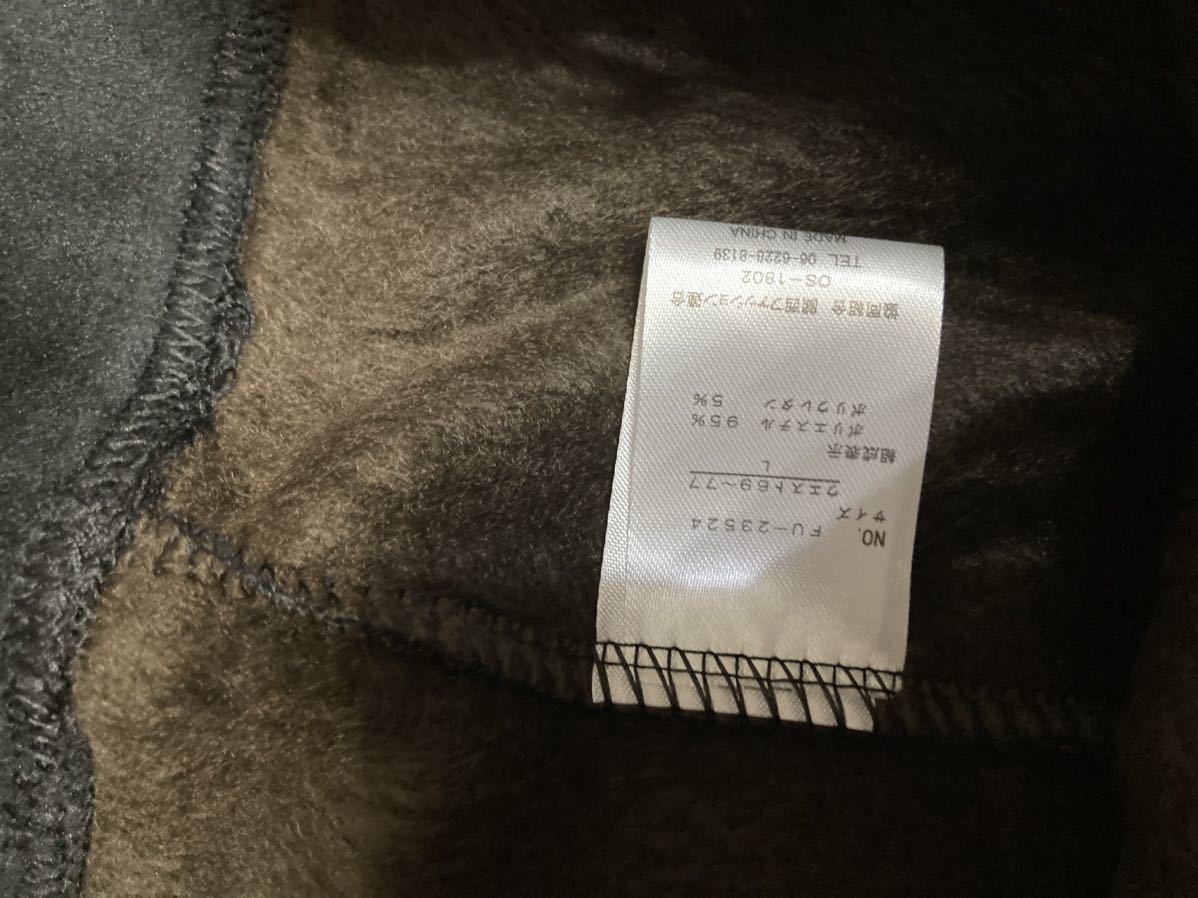 NO. FU-23524
サイズ
ウエスト69~77
L
組成表示
ポリエステル 95%
ポリウレタン 5%
協同組合 関西ファッション連合
OS-1802
TEL 06-6228-8139
MADE IN CHINA